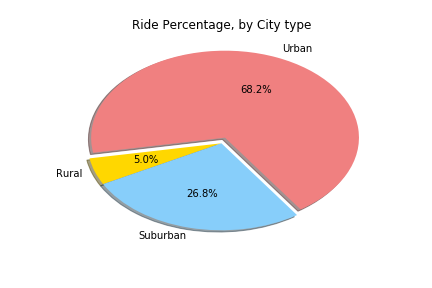 Ride Percentage, by City type
Urban
68.2%
5.0%
Rural
26.8%
Suburban